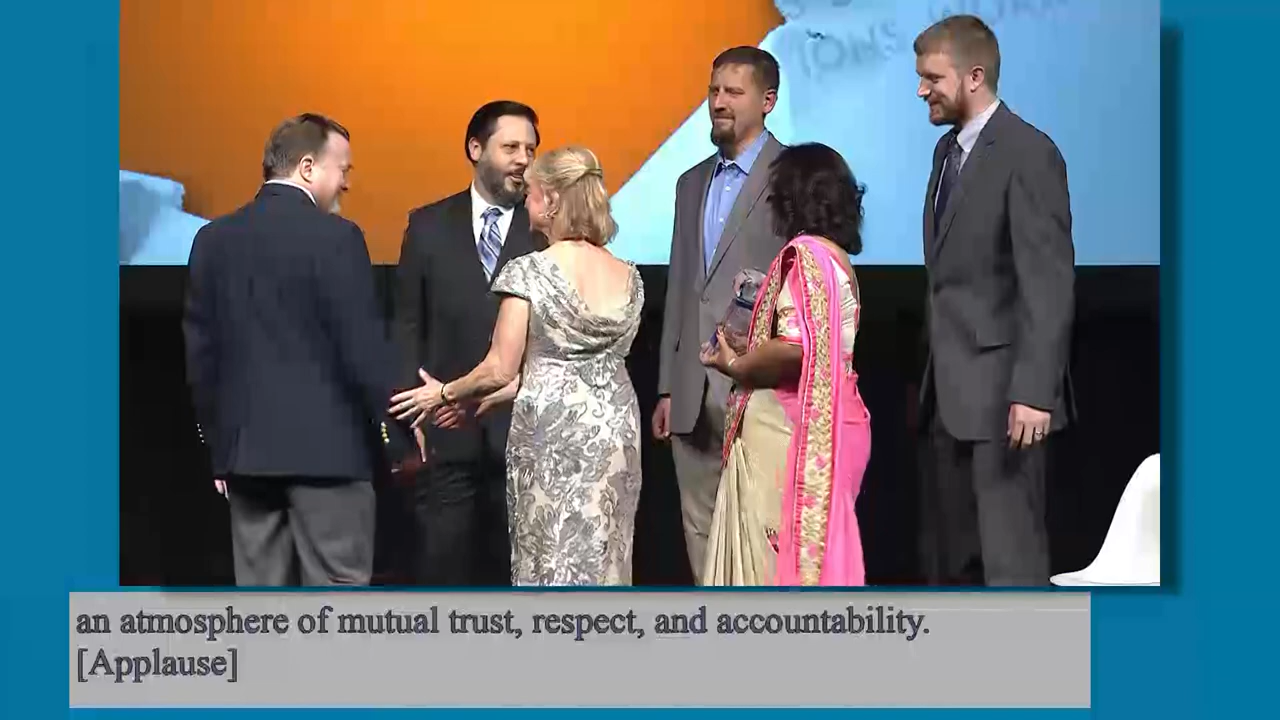 an atmosphere of mutual trust, respect, and accountability.
[Applause]